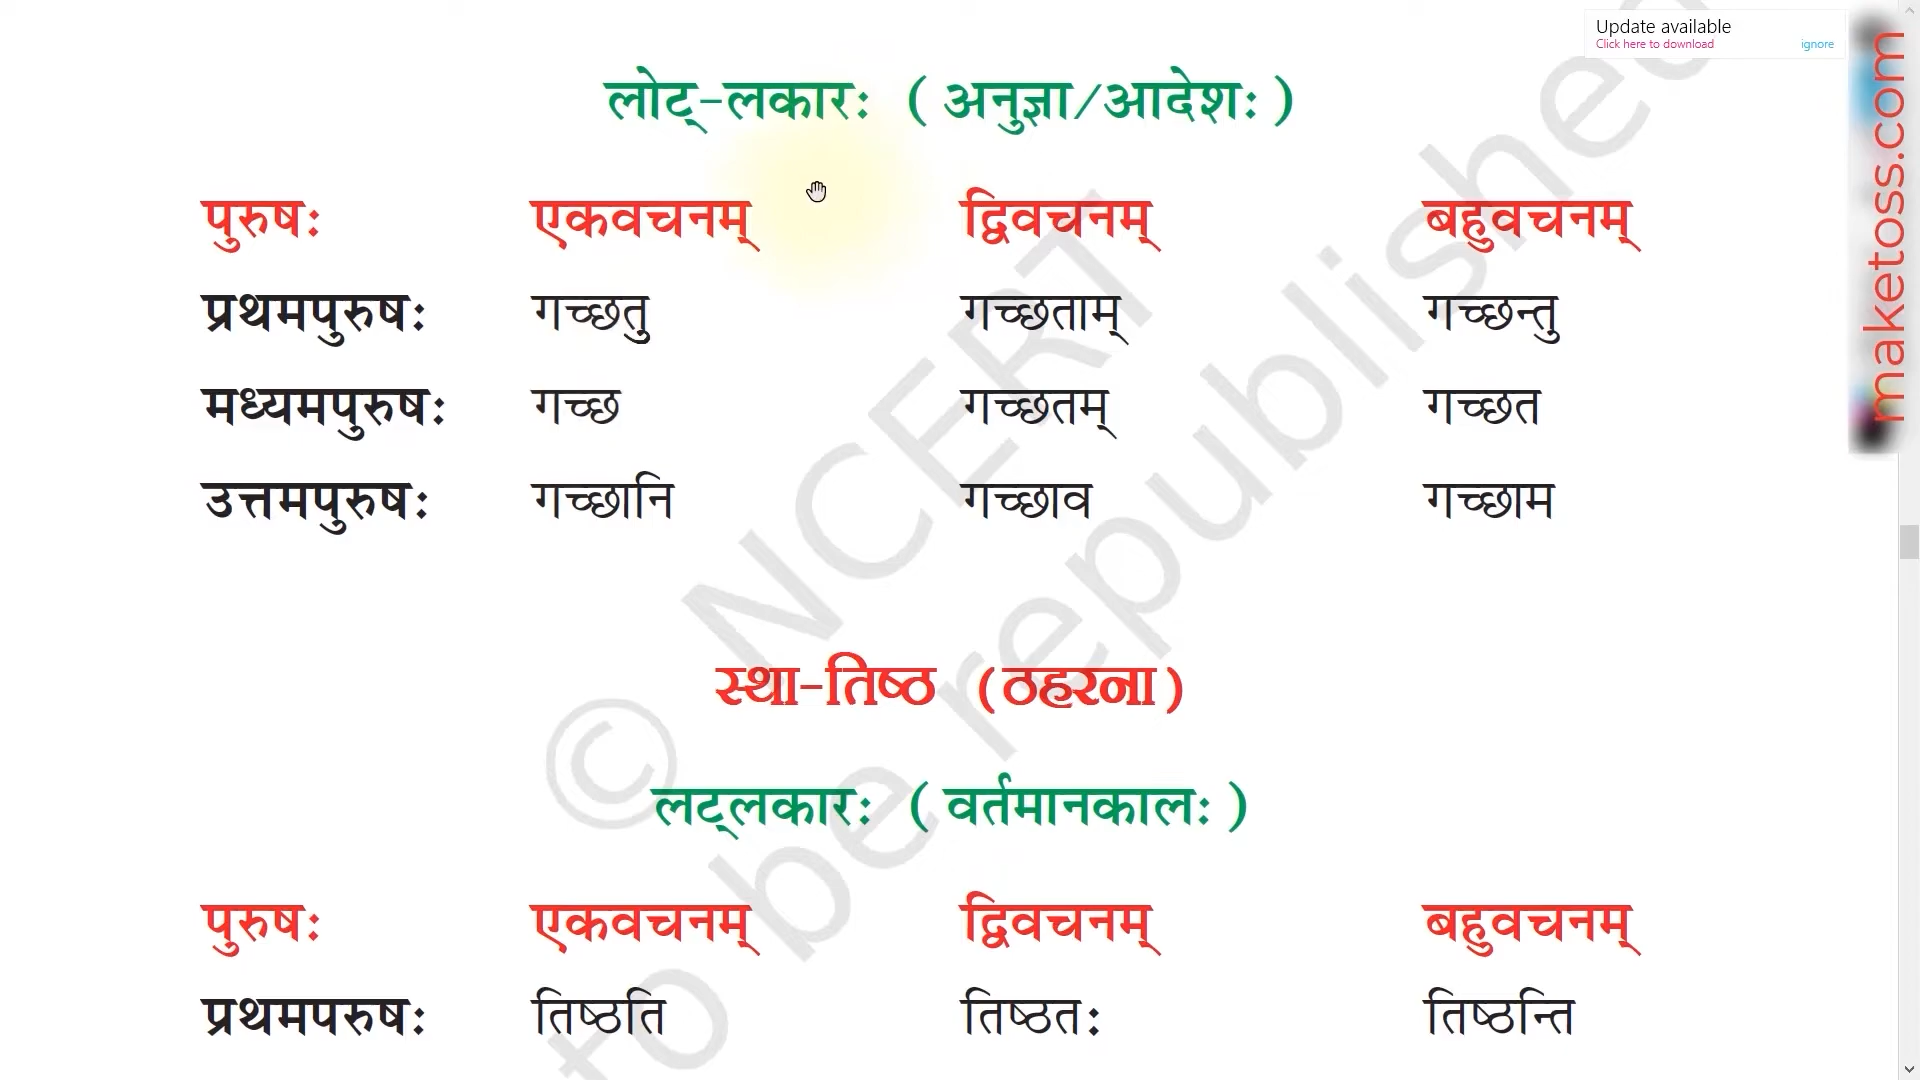 Update available
Click here to download ignore
maketoss.com
लोट्-लकारः ( अनुज्ञा/आदेशः )
पुरुषः एकवचनम् द्विवचनम् बहुवचनम्
प्रथमपुरुषः गच्छतु गच्छताम् गच्छन्तु
मध्यमपुरुषः गच्छ गच्छतम् गच्छत
उत्तमपुरुषः गच्छानि गच्छाव गच्छाम
स्था-तिष्ठ (ठहरना)
लट्लकारः ( वर्तमानकालः )
पुरुषः एकवचनम् द्विवचनम् बहुवचनम्
प्रथमपरुषः तिष्ठति तिष्ठतः तिष्ठन्ति
© NCERT
to be republished